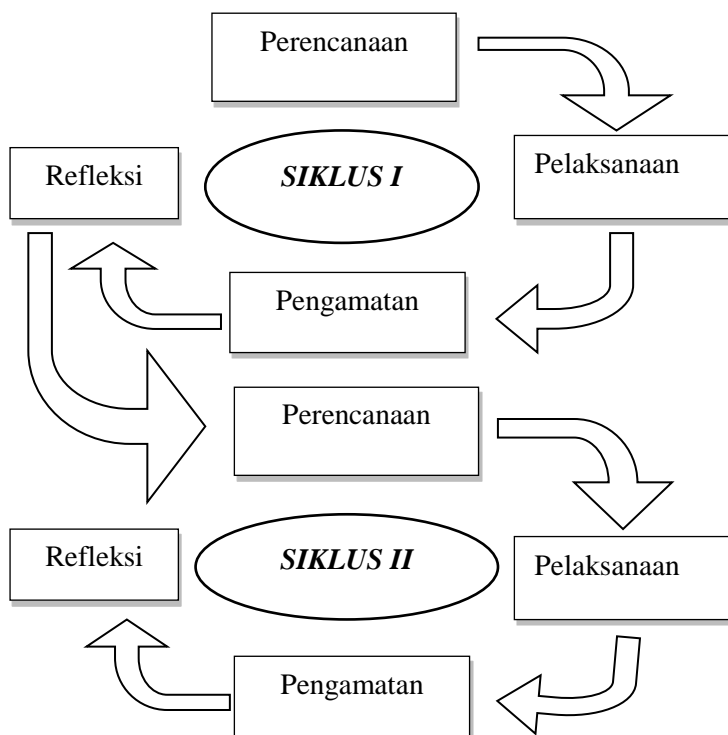 Perencanaan
Refleksi
SIKLUS I
Pelaksanaan
Pengamatan
Perencanaan
Refleksi
SIKLUS II
Pelaksanaan
Pengamatan